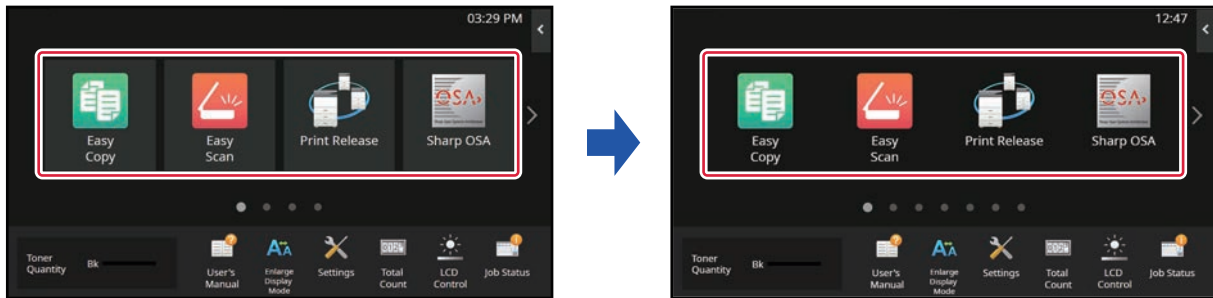 03:29 PM
Easy
Copy
Easy
Scan
Print Release
OSA
Sharp OSA
Toner
Quantity
Bk
User's
Manual
Enlarge
Display
Mode
Settings
Total
Count
LCD
Control
Job Status
12:47
Easy
Copy
Easy
Scan
Print Release
OSA
Sharp OSA
Toner
Quantity
Bk
User's
Manual
Enlarge
Display
Mode
Settings
Total
Count
LCD
Control
Job Status